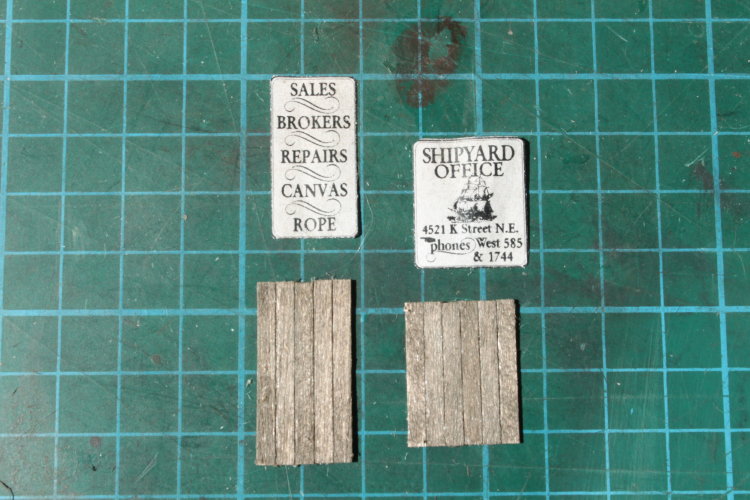 SALES
BROKERS
REPAIRS
CANVAS
ROPE
SHIPYARD
OFFICE
4521 K Street N.E.
phones West 585
& 1744